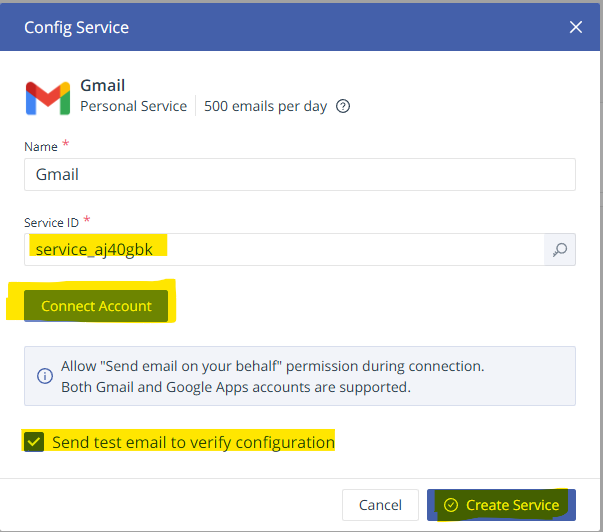 Config Service
Gmail
Personal Service 500 emails per day
Name *
Gmail
Service ID *
service_aj40gbk
Connect Account
Allow "Send email on your behalf" permission during connection.
Both Gmail and Google Apps accounts are supported.
Send test email to verify configuration
Cancel Create Service